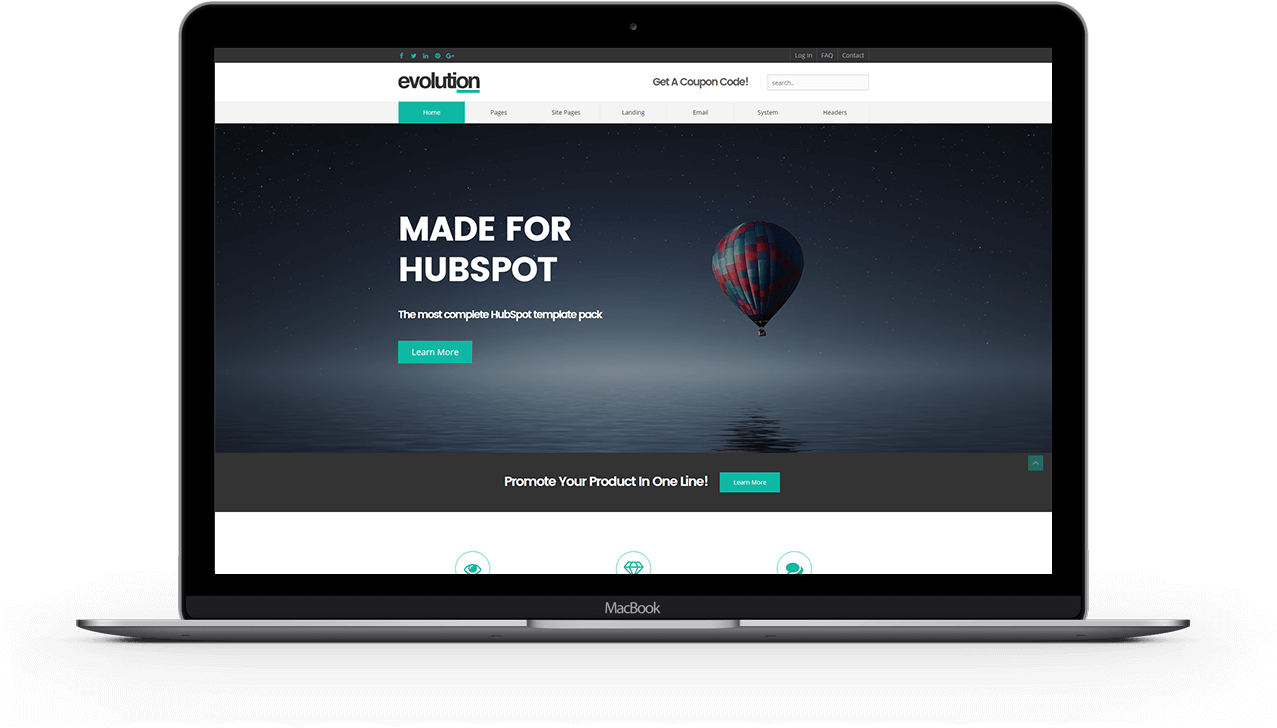 Log In FAQ Contact
evolution
Get A Coupon Code!
search..
Home Pages Site Pages Landing Email System Headers
MADE FOR
HUBSPOT
The most complete HubSpot template pack
Learn More
Promote Your Product In One Line!
Learn More
MacBook